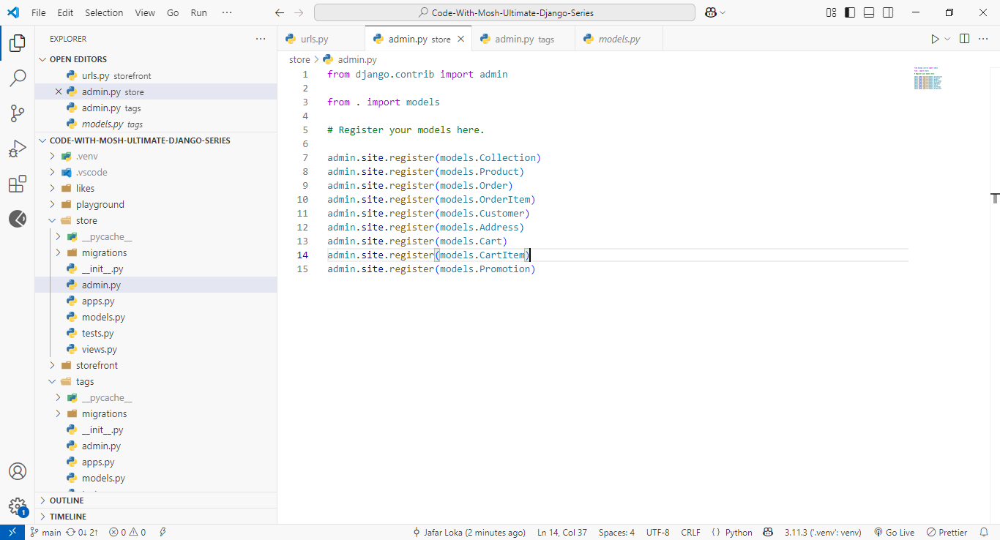 File Edit Selection View Go Run ···
Code-With-Mosh-Ultimate-Django-Series
EXPLORER
OPEN EDITORS
urls.py storefront
admin.py store
admin.py tags
models.py tags
CODE-WITH-MOSH-ULTIMATE-DJANGO-SERIES
.venv
.vscode
likes
playground
store
__pycache__
migrations
__init__.py
admin.py
apps.py
models.py
tests.py
views.py
storefront
tags
__pycache__
migrations
__init__.py
admin.py
apps.py
models.py
OUTLINE
TIMELINE
urls.py
admin.py store
admin.py tags
models.py
store > admin.py
1 from django.contrib import admin
2
3 from . import models
4
5 # Register your models here.
6
7 admin.site.register(models.Collection)
8 admin.site.register(models.Product)
9 admin.site.register(models.Order)
10 admin.site.register(models.OrderItem)
11 admin.site.register(models.Customer)
12 admin.site.register(models.Address)
13 admin.site.register(models.Cart)
14 admin.site.register(models.CartItem)
15 admin.site.register(models.Promotion)
1
main 0↓ 2↑ 0 0 Jafar Loka (2 minutes ago) Ln 14, Col 37 Spaces: 4 UTF-8 CRLF {} Python 3.11.3 ('.venv': venv) Go Live Prettier